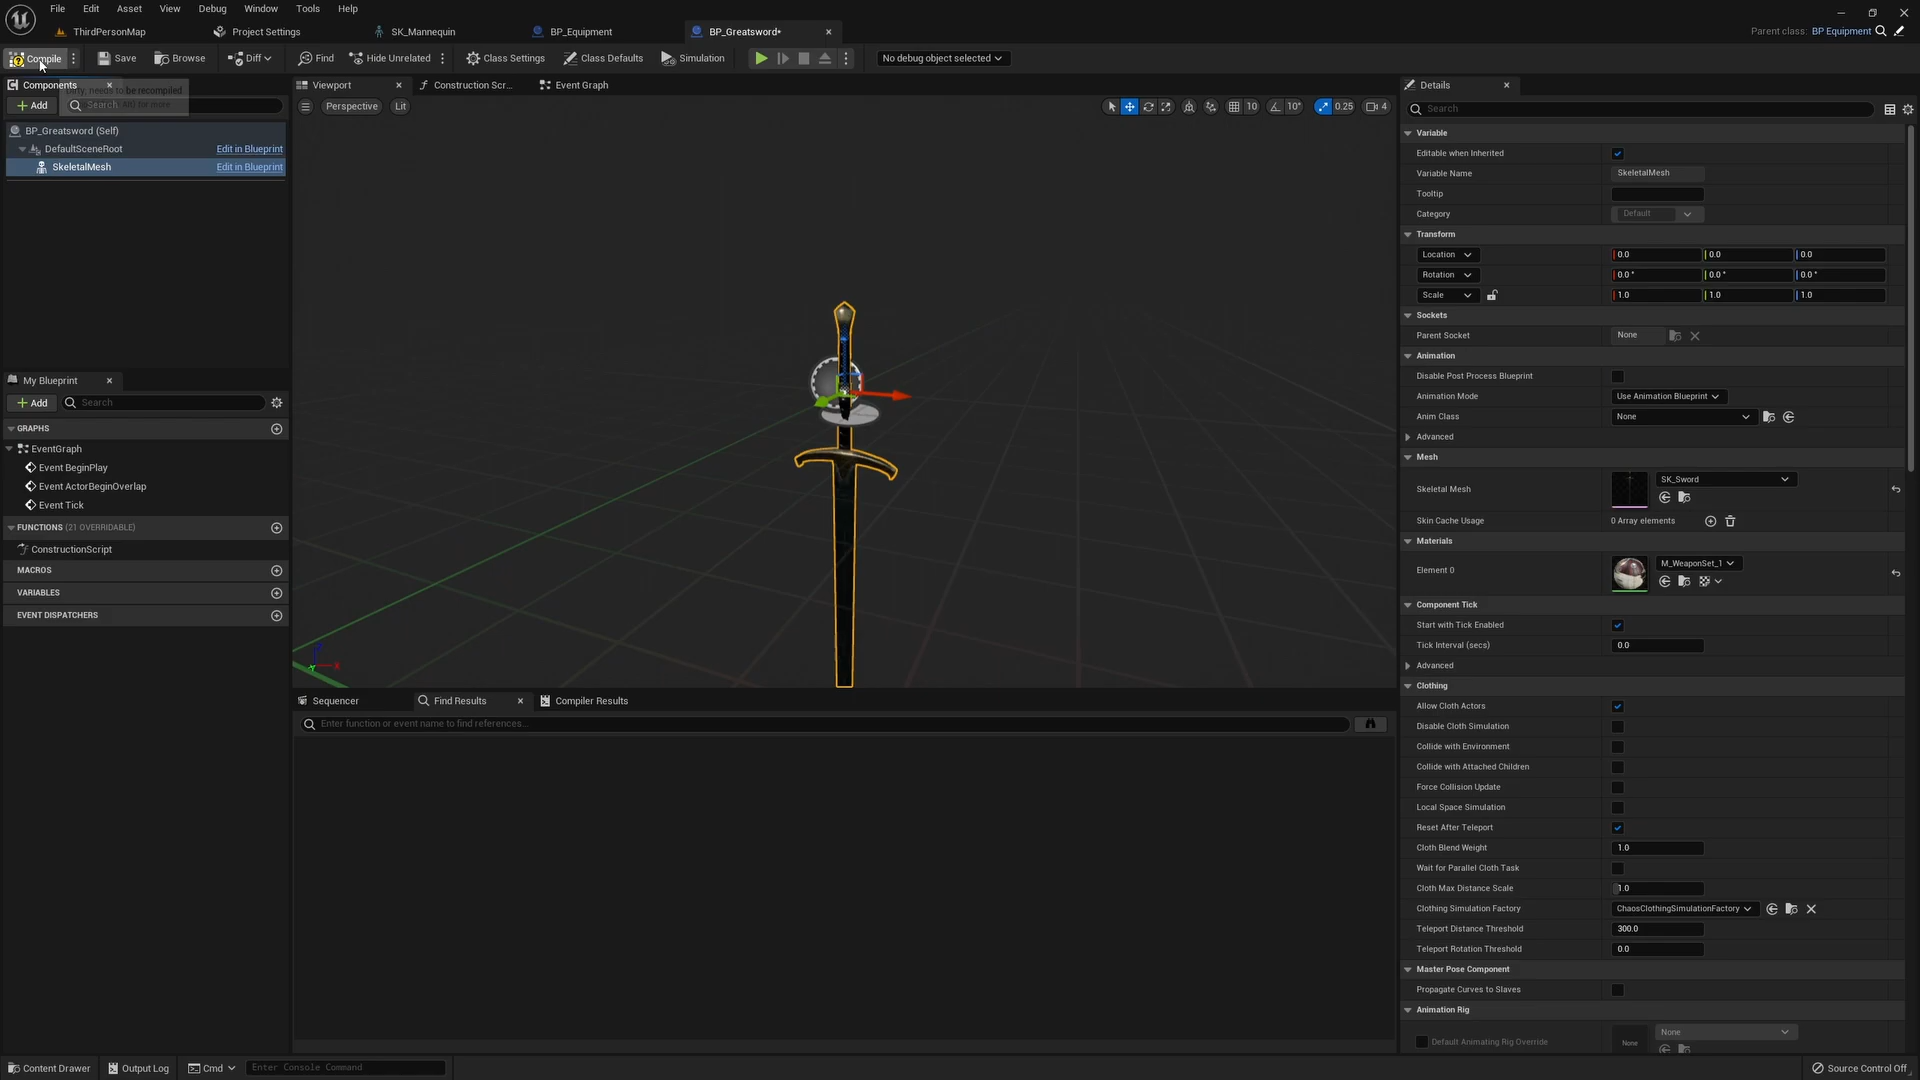 File Edit Asset View Debug Window Tools Help
ThirdPersonMap Project Settings SK_Mannequin BP_Equipment BP_Greatsword•
Parent class: BP Equipment
Compile Save Browse Diff Find Hide Unrelated Class Settings Class Defaults Simulation No debug object selected
Components
Add Search
BP_Greatsword (Self)
DefaultSceneRoot Edit in Blueprint
SkeletalMesh Edit in Blueprint
My Blueprint
Add Search
GRAPHS
EventGraph
Event BeginPlay
Event ActorBeginOverlap
Event Tick
FUNCTIONS (21 OVERRIDABLE)
ConstructionScript
MACROS
VARIABLES
EVENT DISPATCHERS
Viewport Construction Scr... Event Graph
Perspective Lit 10 10° 0.25 4
Z
Y X
Sequencer Find Results Compiler Results
Enter function or event name to find references...
Details
Search
Variable
Editable when Inherited
Variable Name SkeletalMesh
Tooltip
Category Default
Transform
Location 0.0 0.0 0.0
Rotation 0.0 ° 0.0 ° 0.0 °
Scale 1.0 1.0 1.0
Sockets
Parent Socket None
Animation
Disable Post Process Blueprint
Animation Mode Use Animation Blueprint
Anim Class None
Advanced
Mesh
Skeletal Mesh SK_Sword
Skin Cache Usage 0 Array elements
Materials
Element 0 M_WeaponSet_1
Component Tick
Start with Tick Enabled
Tick Interval (secs) 0.0
Advanced
Clothing
Allow Cloth Actors
Disable Cloth Simulation
Collide with Environment
Collide with Attached Children
Force Collision Update
Local Space Simulation
Reset After Teleport
Cloth Blend Weight 1.0
Wait for Parallel Cloth Task
Cloth Max Distance Scale 1.0
Clothing Simulation Factory ChaosClothingSimulationFactory
Teleport Distance Threshold 300.0
Teleport Rotation Threshold 0.0
Master Pose Component
Propagate Curves to Slaves
Animation Rig
Default Animating Rig Override None None
Content Drawer Output Log Cmd Enter Console Command Source Control Off